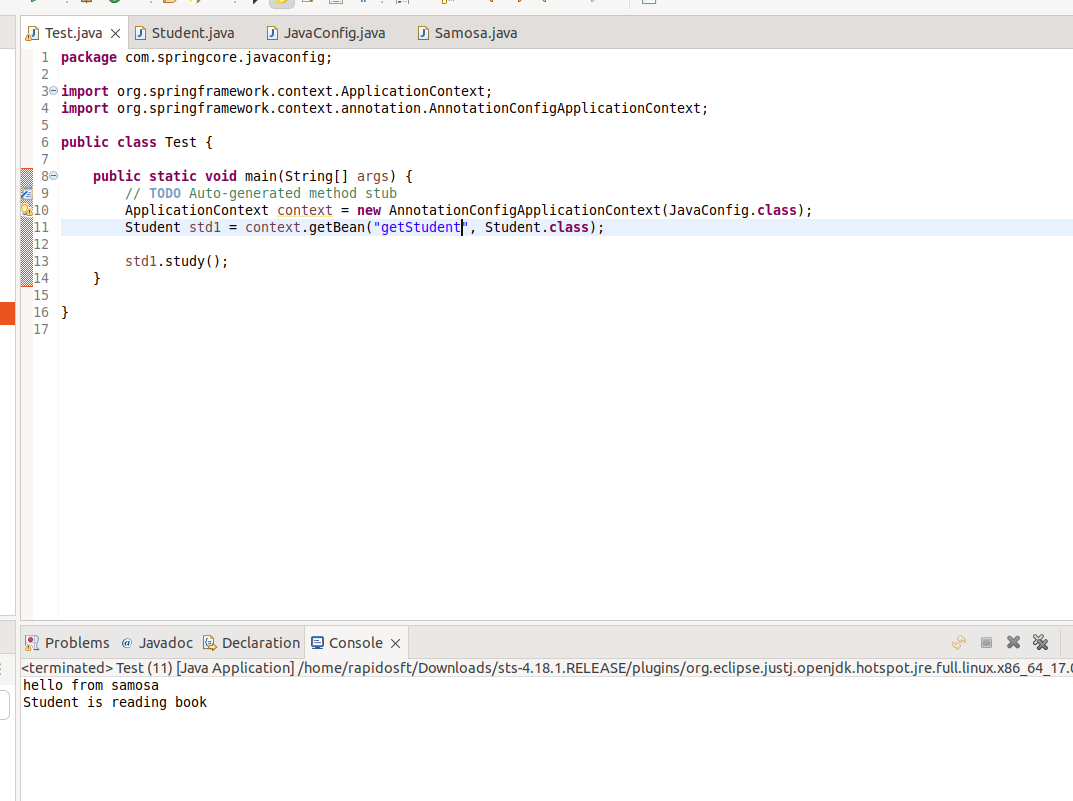 Test.java Student.java JavaConfig.java Samosa.java
1 package com.springcore.javaconfig;
2
3 import org.springframework.context.ApplicationContext;
4 import org.springframework.context.annotation.AnnotationConfigApplicationContext;
5
6 public class Test {
7
8 public static void main(String[] args) {
9 // TODO Auto-generated method stub
10 ApplicationContext context = new AnnotationConfigApplicationContext(JavaConfig.class);
11 Student std1 = context.getBean("getStudent", Student.class);
12
13 std1.study();
14 }
15
16 }
17
Problems @ Javadoc Declaration Console
<terminated> Test (11) [Java Application] /home/rapidosft/Downloads/sts-4.18.1.RELEASE/plugins/org.eclipse.justj.openjdk.hotspot.jre.full.linux.x86_64_17.0
hello from samosa
Student is reading book